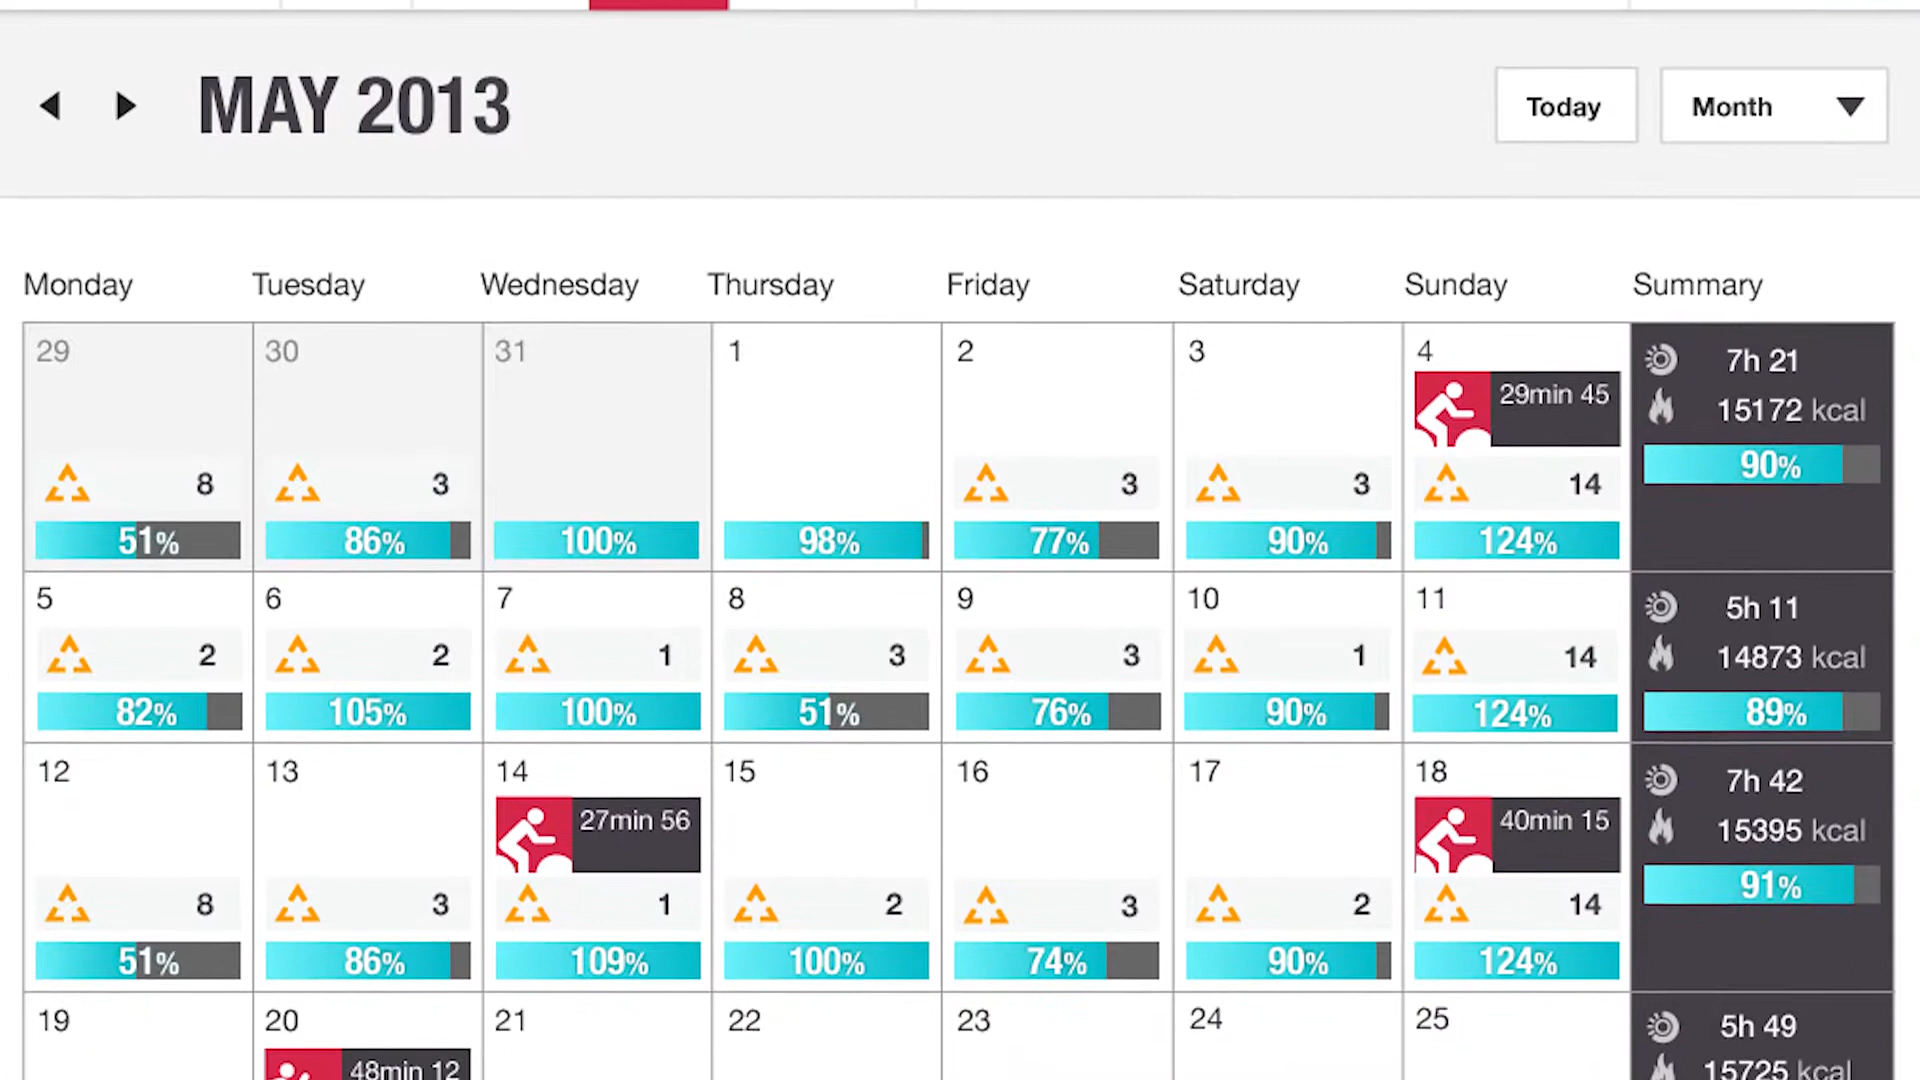 MAY 2013
Today
Month
Monday Tuesday Wednesday Thursday Friday Saturday Sunday Summary
29 30 31 1 2 3 4 7h 21
29min 45
15172 kcal
8 3 3 3 14 90%
51% 86% 100% 98% 77% 90% 124%
5 6 7 8 9 10 11 5h 11
2 2 1 3 3 1 14 14873 kcal
82% 105% 100% 51% 76% 90% 124% 89%
12 13 14 15 16 17 18 7h 42
27min 56 40min 15 15395 kcal
8 3 1 2 3 2 14 91%
51% 86% 109% 100% 74% 90% 124%
19 20 21 22 23 24 25 5h 49
48min 12 15725 kcal